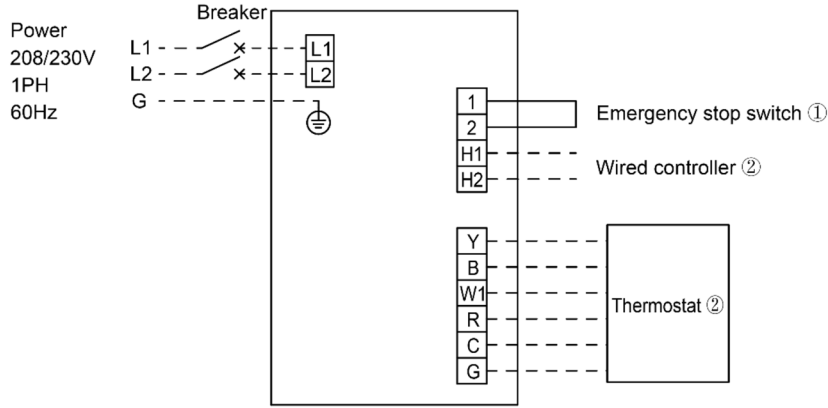 Breaker
Power
208/230V
1PH
60Hz
L1
L2
G
L1
L2
1
2
H1
H2
Emergency stop switch ①
Wired controller ②
Y
B
W1
R
C
G
Thermostat ②